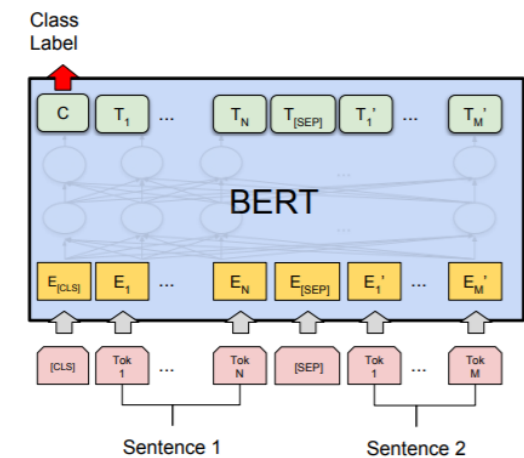 Class
Label
C T1 ... TN T[SEP] T1' ... TM'
BERT
E[CLS] E1 ... EN E[SEP] E1' ... EM'
[CLS] Tok 1 ... Tok N [SEP] Tok 1 ... Tok M
Sentence 1 Sentence 2